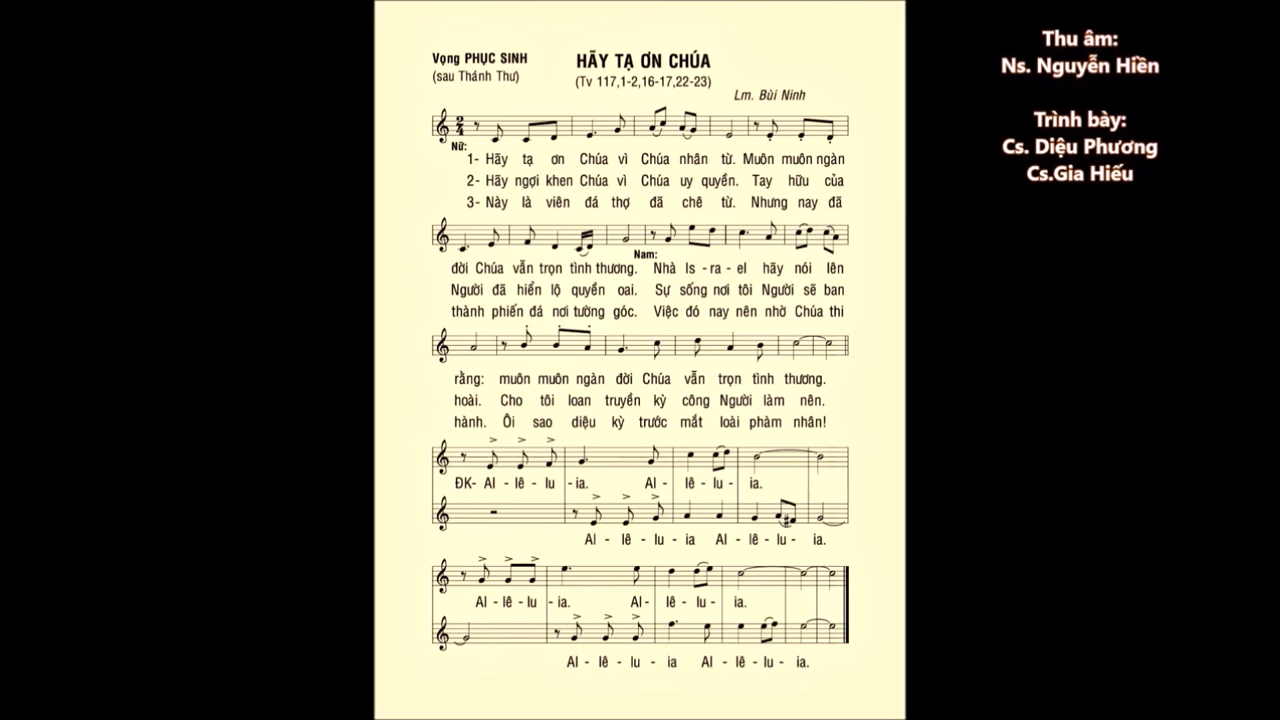 Vọng PHỤC SINH
(sau Thánh Thư)
HÃY TẠ ƠN CHÚA
(Tv 117,1-2,16-17,22-23)
Lm. Bùi Ninh
Thu âm:
Ns. Nguyễn Hiền
Trình bày:
Cs. Diệu Phương
Cs.Gia Hiếu
Nữ:
1- Hãy tạ ơn Chúa vì Chúa nhân từ. Muôn muôn ngàn
2- Hãy ngợi khen Chúa vì Chúa uy quyền. Tay hữu của
3- Này là viên đá thợ đã chê từ. Nhưng nay đã
Nam:
đời Chúa vẫn trọn tình thương. Nhà Is - ra - el hãy nói lên
Người đã hiển lộ quyền oai. Sự sống nơi tôi Người sẽ ban
thành phiến đá nơi tường góc. Việc đó nay nên nhờ Chúa thi
rằng: muôn muôn ngàn đời Chúa vẫn trọn tình thương.
hoài. Cho tôi loan truyền kỳ công Người làm nên.
hành. Ôi sao diệu kỳ trước mắt loài phàm nhân!
ĐK- Al - lê - lu - ia. Al - lê - lu - ia.
Al - lê - lu - ia Al - lê - lu - ia.
Al - lê - lu - ia. Al - lê - lu - ia.
Al - lê - lu - ia Al - lê - lu - ia.